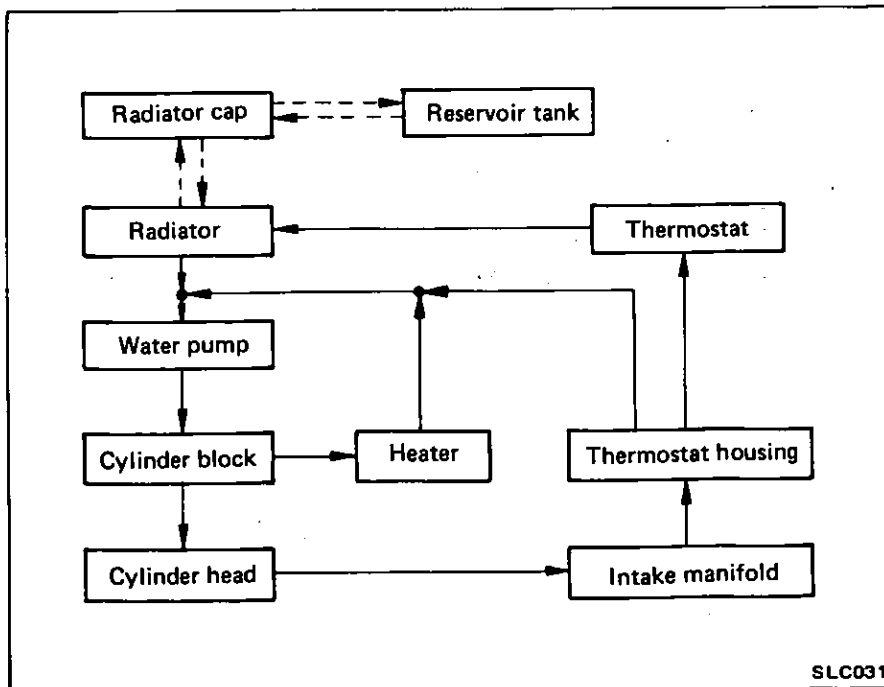 Radiator cap
Reservoir tank
Radiator
Thermostat
Water pump
Cylinder block
Heater
Thermostat housing
Cylinder head
Intake manifold
SLC031